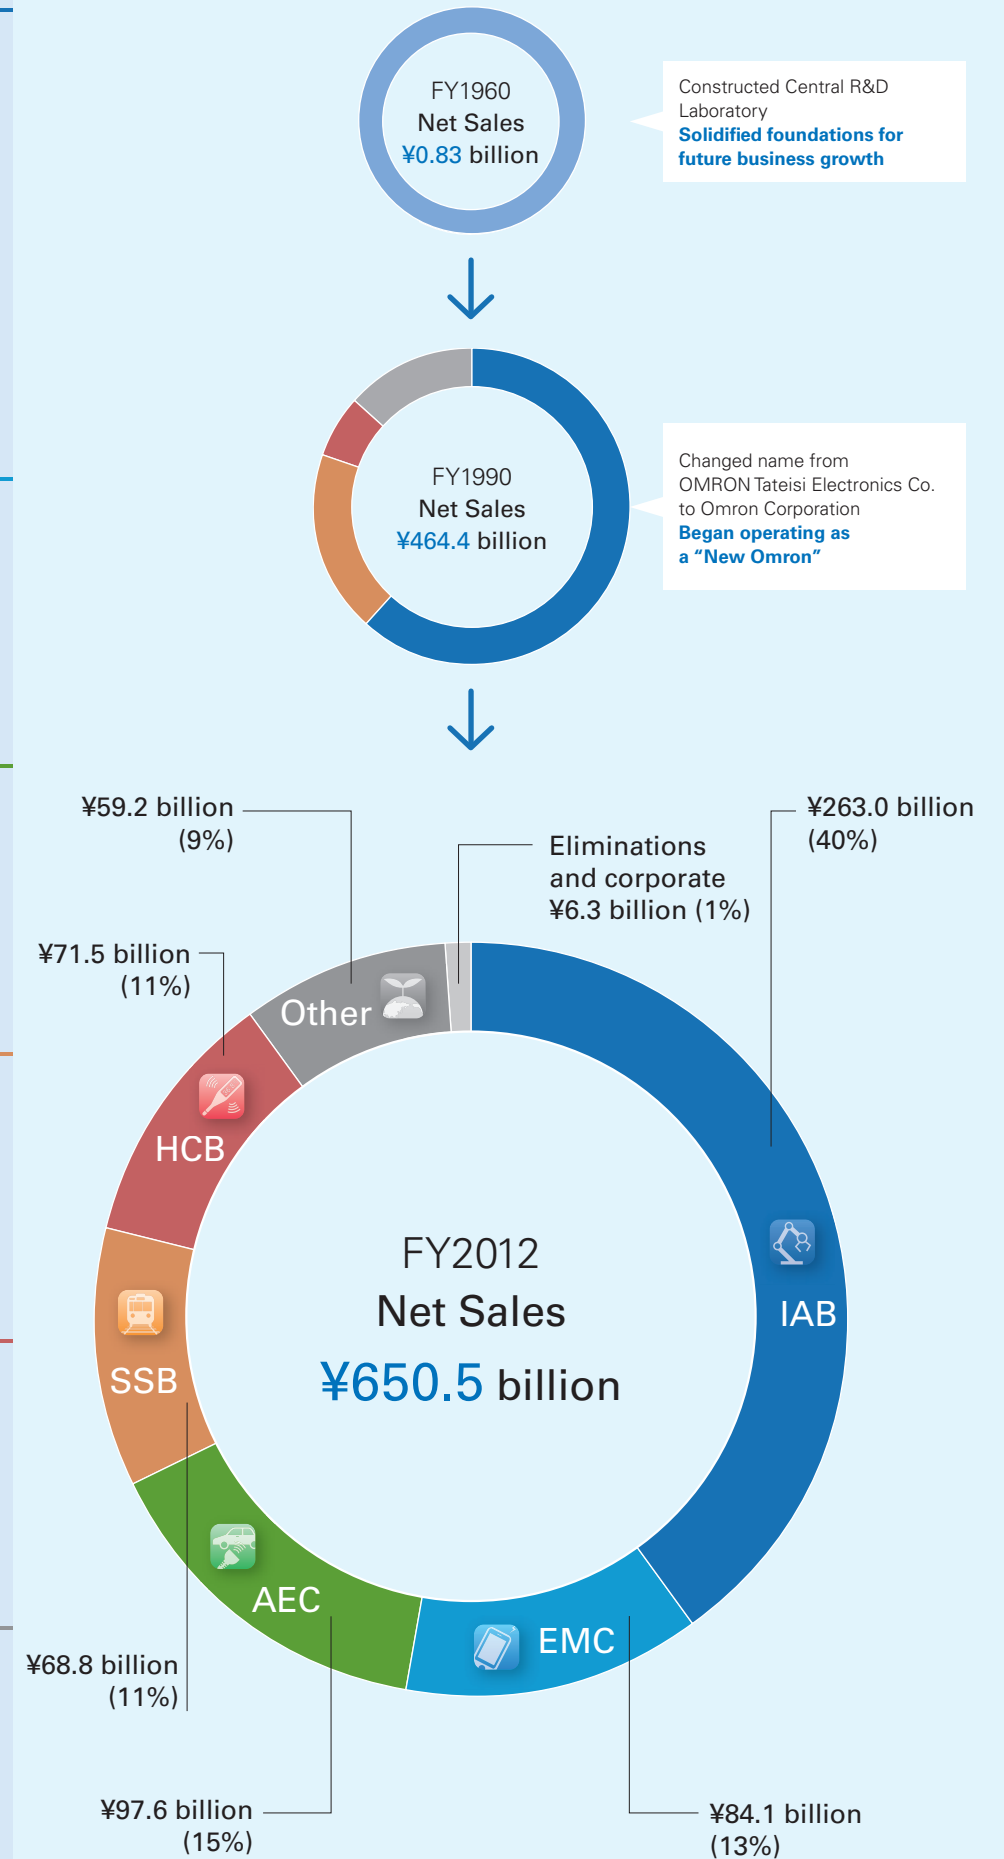 FY1960
Net Sales
¥0.83 billion
Constructed Central R&D
Laboratory
Solidified foundations for
future business growth
FY1990
Net Sales
¥464.4 billion
Changed name from
OMRON Tateisi Electronics Co.
to Omron Corporation
Began operating as
a “New Omron”
¥59.2 billion
(9%)
Eliminations
and corporate
¥6.3 billion (1%)
¥263.0 billion
(40%)
¥71.5 billion
(11%)
Other
HCB
FY2012
Net Sales
¥650.5 billion
IAB
SSB
AEC
EMC
¥68.8 billion
(11%)
¥97.6 billion
(15%)
¥84.1 billion
(13%)